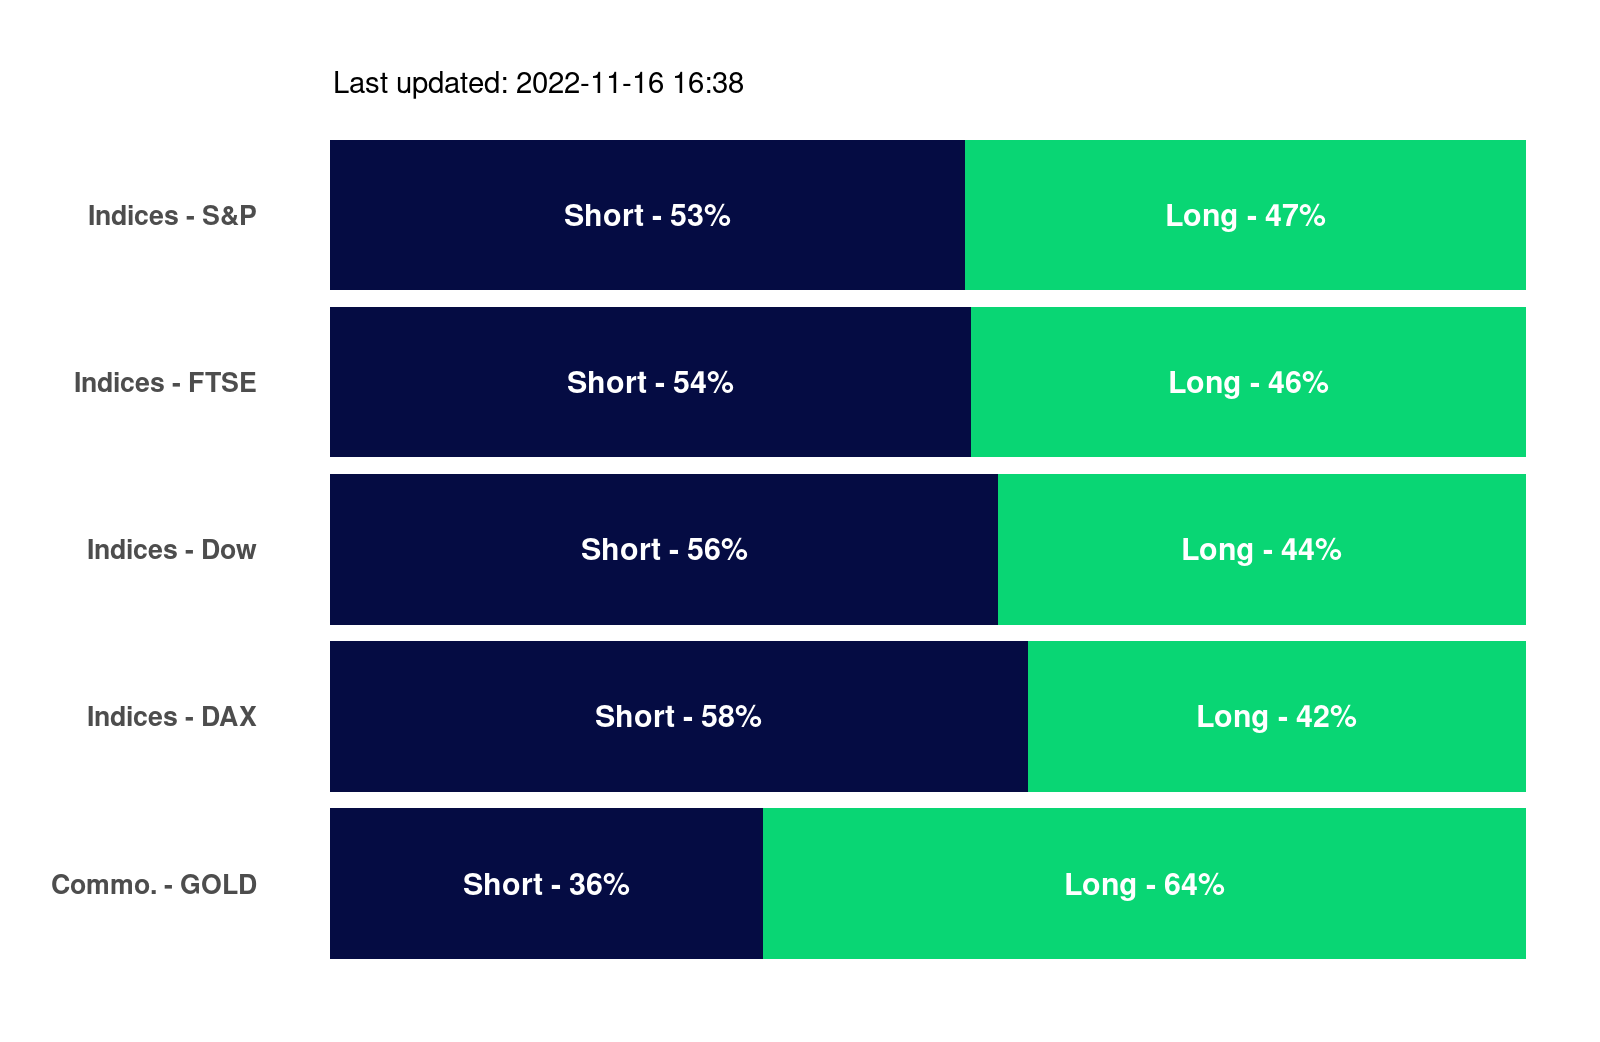 Last updated: 2022-11-16 16:38
Indices - S&P Short - 53% Long - 47%
Indices - FTSE Short - 54% Long - 46%
Indices - Dow Short - 56% Long - 44%
Indices - DAX Short - 58% Long - 42%
Commo. - GOLD Short - 36% Long - 64%